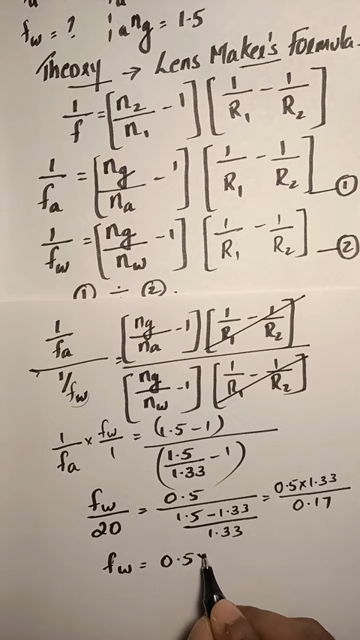 fw = ? ; ang = 1.5
Theory → Lens Maker's Formula
1/f = [n2/n1 - 1] [1/R1 - 1/R2]
1/fa = [ng/na - 1] [1/R1 - 1/R2] — ①
1/fw = [ng/nw - 1] [1/R1 - 1/R2] — ②
① ÷ ②.
(1/fa)/(1/fw) = [ng/na - 1] [1/R1 - 1/R2] / [ng/nw - 1] [1/R1 - 1/R2]
1/fa × fw/1 = (1.5 - 1)/(1.5/1.33 - 1)
fw/20 = 0.5/((1.5 - 1.33)/1.33) = 0.5 x 1.33/0.17
fw = 0.5